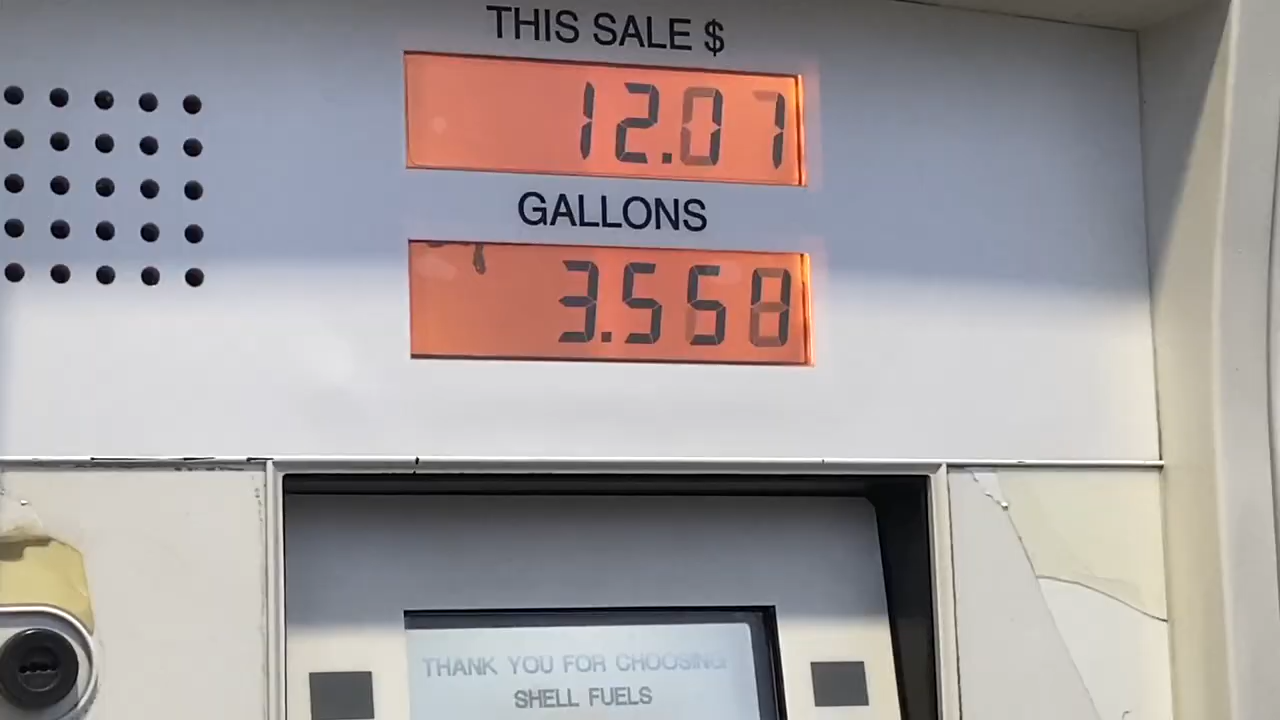 THIS SALE $
12.07
GALLONS
3.558
THANK YOU FOR CHOOSING
SHELL FUELS